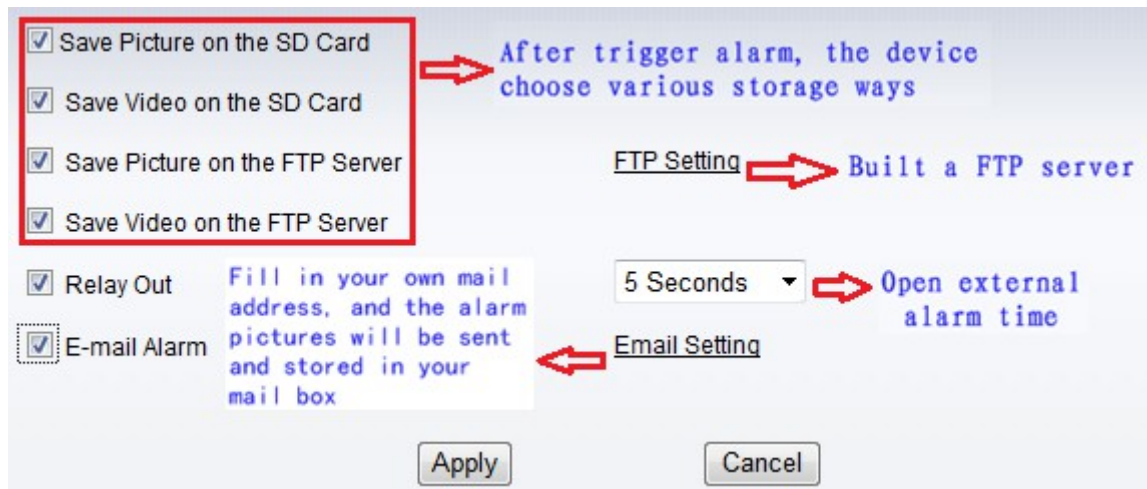 Save Picture on the SD Card
After trigger alarm, the device
choose various storage ways
Save Video on the SD Card
Save Picture on the FTP Server
FTP Setting
Built a FTP server
Save Video on the FTP Server
Relay Out
Fill in your own mail
address, and the alarm
pictures will be sent
and stored in your
mail box
5 Seconds
Open external
alarm time
E-mail Alarm
Email Setting
Apply
Cancel